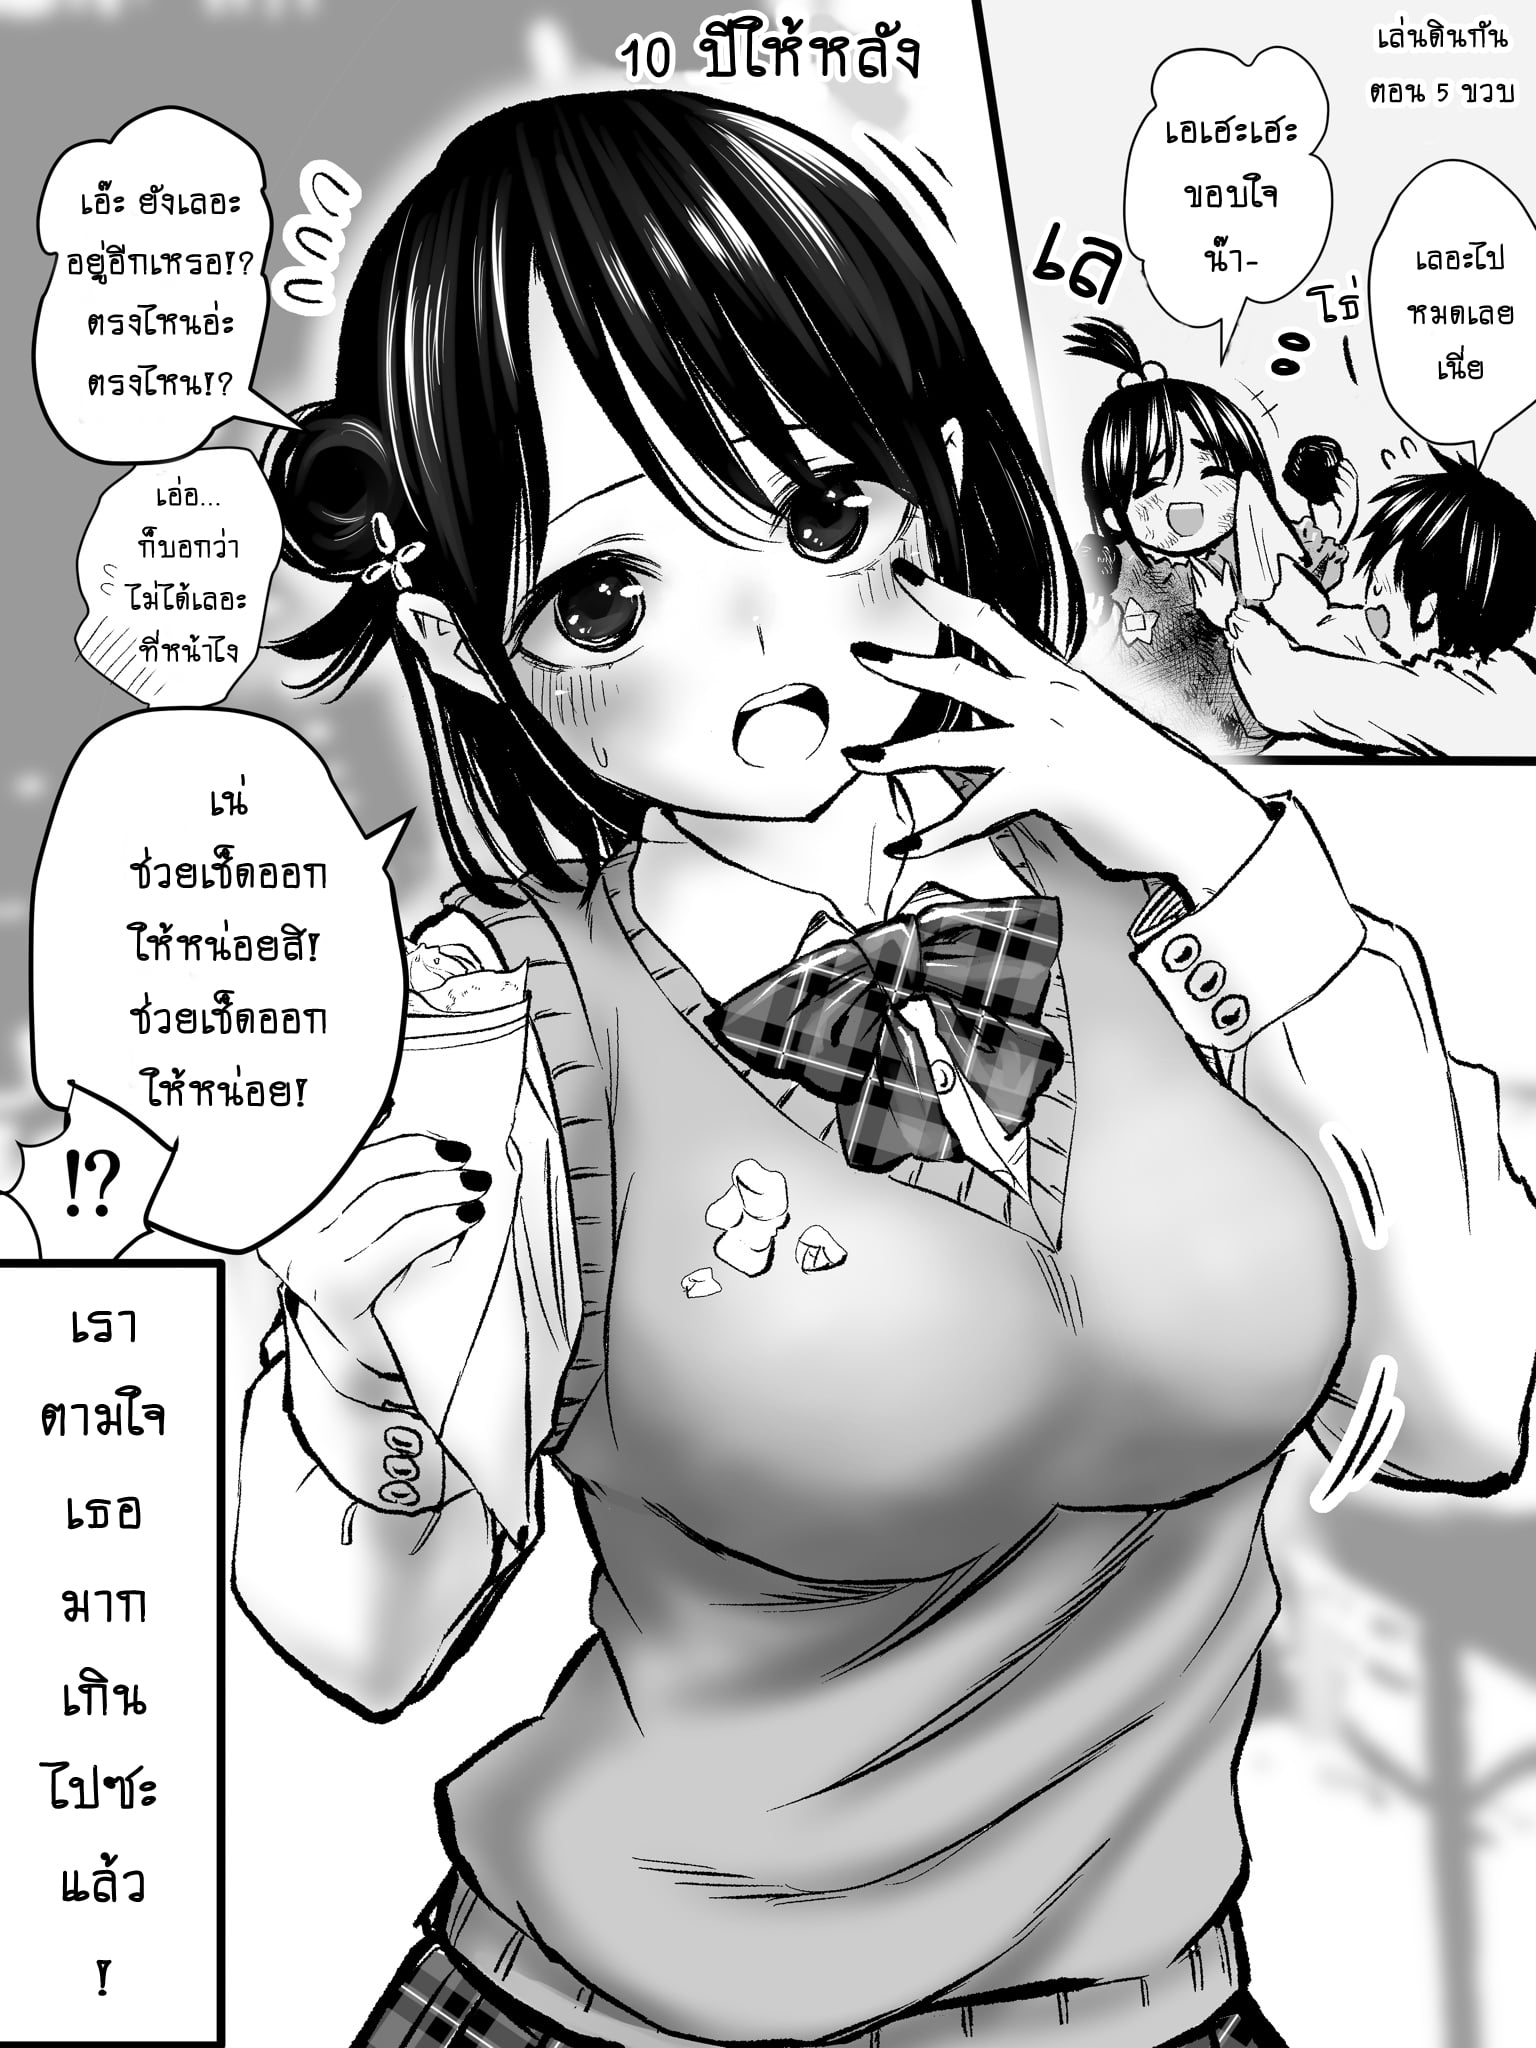 เล่นดินกัน
ตอน 5 ขวบ
เลอะไป
หมดเลย
เนี่ย
เอเฮะเฮะ
ขอบใจ
น๊า-
เล
โธ่
10 ปีให้หลัง
เอ๊ะ ยังเลอะ
อยู่อีกเหรอ!?
ตรงไหนอ่ะ
ตรงไหน!?
เอ่อ...
ก็บอกว่า
ไม่ได้เลอะ
ที่หน้าไง
เน่
ช่วยเช็ดออก
ให้หน่อยสิ!
ช่วยเช็ดออก
ให้หน่อย!
!?
เรา
ตามใจ
เธอ
มาก
เกิน
ไปซะ
แล้ว
!